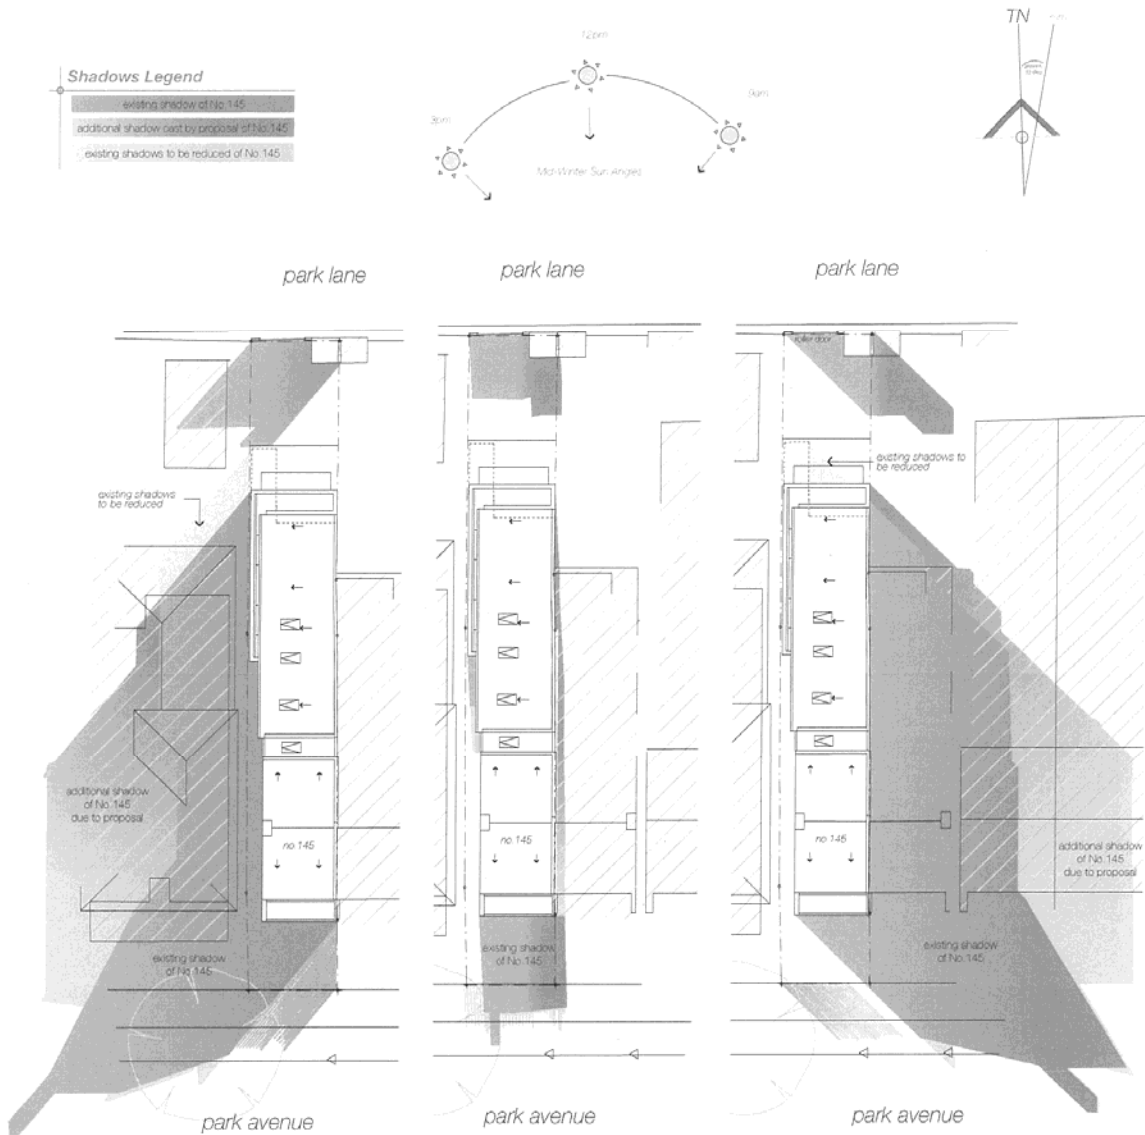 12pm
TN
Shadows Legend
existing shadow of No.145
additional shadow cast by proposal of No.145
existing shadows to be reduced of No.145
9am
3pm
Mid-Winter Sun Angles
park lane
park lane
park lane
roller door
existing shadows to
be reduced
existing shadows
to be reduced
additional shadow
of No.145
due to proposal
no.145
no.145
no.145
additional shadow
of No.145
due to proposal
existing shadow
of No.145
existing shadow
of No.145
existing shadow
of No.145
park avenue
park avenue
park avenue